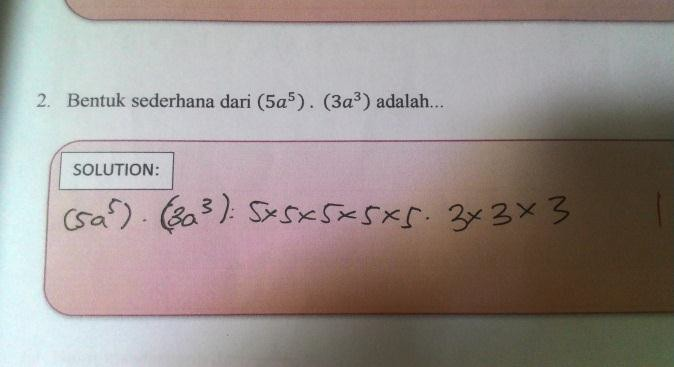 2. Bentuk sederhana dari (5a⁵) . (3a³) adalah...
SOLUTION:
(5a⁵) . (3a³): 5×5×5×5×5. 3×3×3